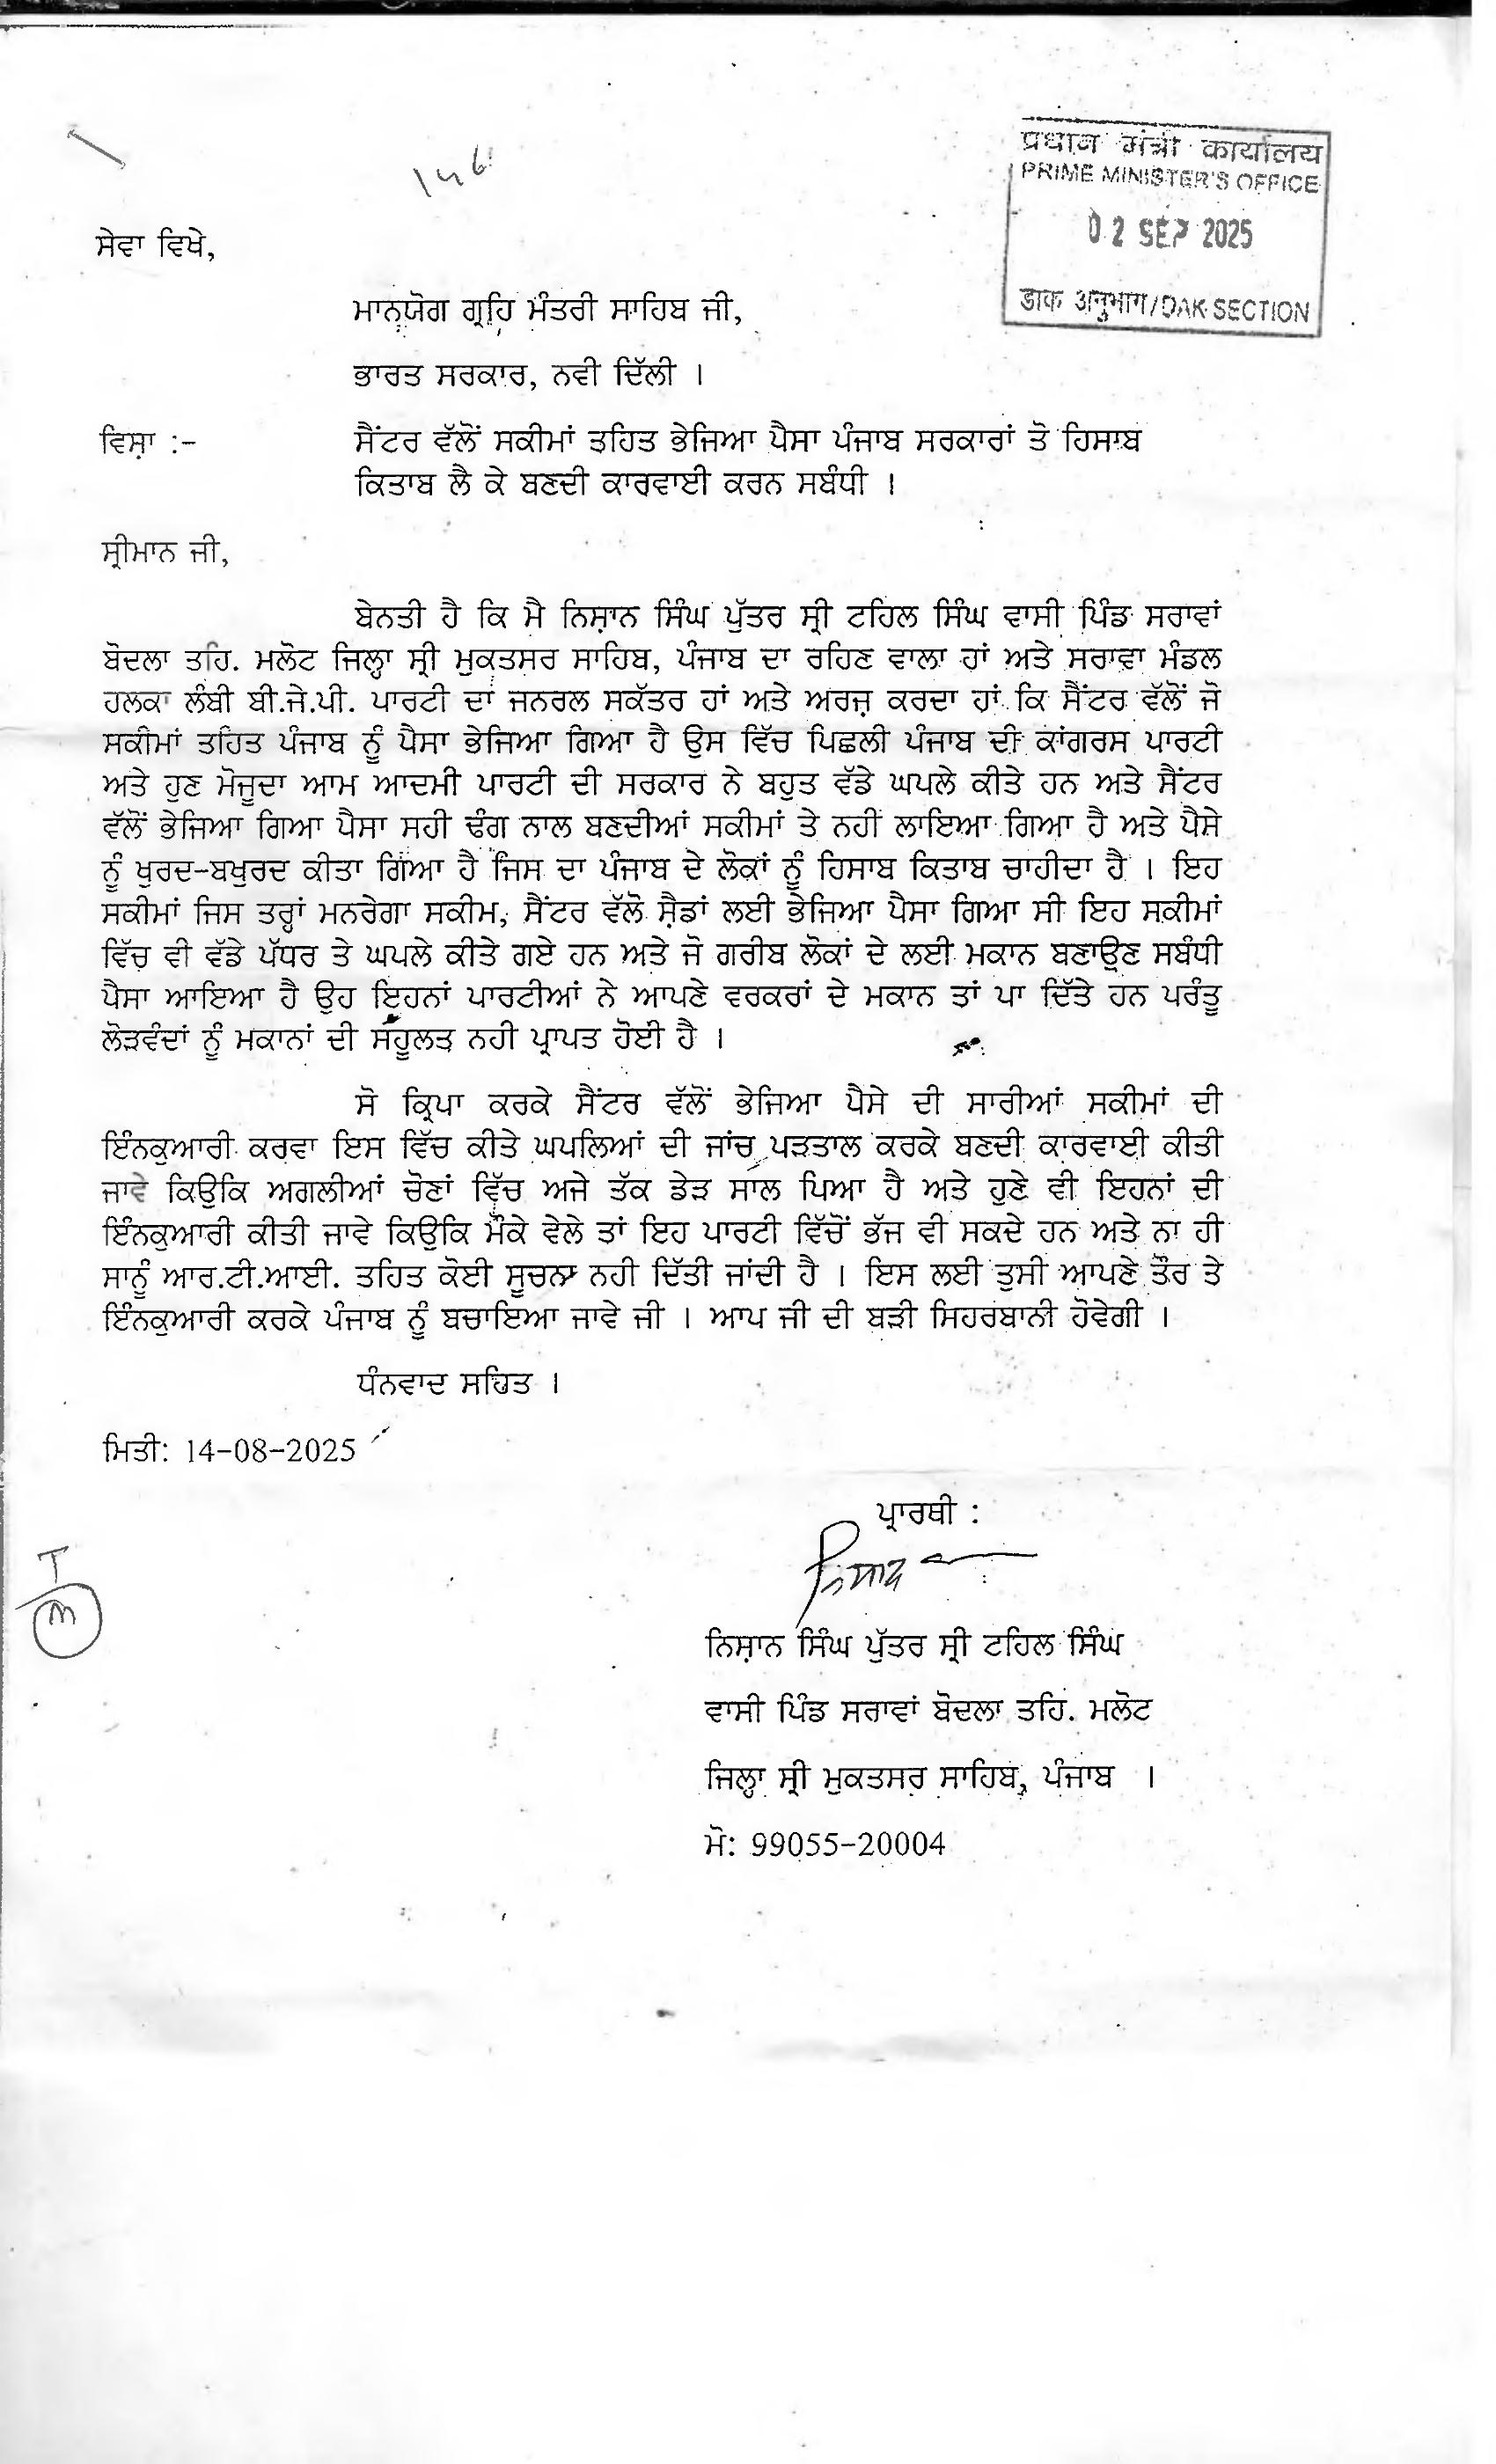 प्रधान मंत्री कार्यालय
PRIME MINISTER'S OFFICE
02 SEP 2025
डाक अनुभाग/DAK SECTION
ਸੇਵਾ ਵਿਖੇ,
ਮਾਨਯੋਗ ਗ੍ਰਹਿ ਮੰਤਰੀ ਸਾਹਿਬ ਜੀ,
ਭਾਰਤ ਸਰਕਾਰ, ਨਵੀ ਦਿੱਲੀ ।
ਵਿਸ਼ਾ :- ਸੈਂਟਰ ਵੱਲੋਂ ਸਕੀਮਾਂ ਤਹਿਤ ਭੇਜਿਆ ਪੈਸਾ ਪੰਜਾਬ ਸਰਕਾਰਾਂ ਤੋ ਹਿਸਾਬ
ਕਿਤਾਬ ਲੈ ਕੇ ਬਣਦੀ ਕਾਰਵਾਈ ਕਰਨ ਸਬੰਧੀ ।
ਸ੍ਰੀਮਾਨ ਜੀ,
ਬੇਨਤੀ ਹੈ ਕਿ ਮੈ ਨਿਸ਼ਾਨ ਸਿੰਘ ਪੁੱਤਰ ਸ੍ਰੀ ਟਹਿਲ ਸਿੰਘ ਵਾਸੀ ਪਿੰਡ ਸਰਾਵਾਂ
ਬੋਦਲਾ ਤਹਿ. ਮਲੋਟ ਜਿਲ੍ਹਾ ਸ੍ਰੀ ਮੁਕਤਸਰ ਸਾਹਿਬ, ਪੰਜਾਬ ਦਾ ਰਹਿਣ ਵਾਲਾ ਹਾਂ ਅਤੇ ਸਰਾਵਾ ਮੰਡਲ
ਹਲਕਾ ਲੰਬੀ ਬੀ.ਜੇ.ਪੀ. ਪਾਰਟੀ ਦਾ ਜਨਰਲ ਸਕੱਤਰ ਹਾਂ ਅਤੇ ਅਰਜ਼ ਕਰਦਾ ਹਾਂ ਕਿ ਸੈਂਟਰ ਵੱਲੋਂ ਜੋ
ਸਕੀਮਾਂ ਤਹਿਤ ਪੰਜਾਬ ਨੂੰ ਪੈਸਾ ਭੇਜਿਆ ਗਿਆ ਹੈ ਉਸ ਵਿੱਚ ਪਿਛਲੀ ਪੰਜਾਬ ਦੀ ਕਾਂਗਰਸ ਪਾਰਟੀ
ਅਤੇ ਹੁਣ ਮੋਜੂਦਾ ਆਮ ਆਦਮੀ ਪਾਰਟੀ ਦੀ ਸਰਕਾਰ ਨੇ ਬਹੁਤ ਵੱਡੇ ਘਪਲੇ ਕੀਤੇ ਹਨ ਅਤੇ ਸੈਂਟਰ
ਵੱਲੋਂ ਭੇਜਿਆ ਗਿਆ ਪੈਸਾ ਸਹੀ ਢੰਗ ਨਾਲ ਬਣਦੀਆਂ ਸਕੀਮਾਂ ਤੇ ਨਹੀਂ ਲਾਇਆ ਗਿਆ ਹੈ ਅਤੇ ਪੈਸੇ
ਨੂੰ ਖੁਰਦ-ਬਖੁਰਦ ਕੀਤਾ ਗਿਆ ਹੈ ਜਿਸ ਦਾ ਪੰਜਾਬ ਦੇ ਲੋਕਾਂ ਨੂੰ ਹਿਸਾਬ ਕਿਤਾਬ ਚਾਹੀਦਾ ਹੈ । ਇਹ
ਸਕੀਮਾਂ ਜਿਸ ਤਰ੍ਹਾਂ ਮਨਰੇਗਾ ਸਕੀਮ, ਸੈਂਟਰ ਵੱਲੋ ਸ਼ੈਡਾਂ ਲਈ ਭੇਜਿਆ ਪੈਸਾ ਗਿਆ ਸੀ ਇਹ ਸਕੀਮਾਂ
ਵਿੱਚ ਵੀ ਵੱਡੇ ਪੱਧਰ ਤੇ ਘਪਲੇ ਕੀਤੇ ਗਏ ਹਨ ਅਤੇ ਜੋ ਗਰੀਬ ਲੋਕਾਂ ਦੇ ਲਈ ਮਕਾਨ ਬਣਾਉਣ ਸਬੰਧੀ
ਪੈਸਾ ਆਇਆ ਹੈ ਉਹ ਇਹਨਾਂ ਪਾਰਟੀਆਂ ਨੇ ਆਪਣੇ ਵਰਕਰਾਂ ਦੇ ਮਕਾਨ ਤਾਂ ਪਾ ਦਿੱਤੇ ਹਨ ਪਰੰਤੂ
ਲੋੜਵੰਦਾਂ ਨੂੰ ਮਕਾਨਾਂ ਦੀ ਸਹੂਲਤ ਨਹੀ ਪ੍ਰਾਪਤ ਹੋਈ ਹੈ ।
ਸੋ ਕ੍ਰਿਪਾ ਕਰਕੇ ਸੈਂਟਰ ਵੱਲੋਂ ਭੇਜਿਆ ਪੈਸੇ ਦੀ ਸਾਰੀਆਂ ਸਕੀਮਾਂ ਦੀ
ਇੰਨਕੁਆਰੀ ਕਰਵਾ ਇਸ ਵਿੱਚ ਕੀਤੇ ਘਪਲਿਆਂ ਦੀ ਜਾਂਚ ਪੜਤਾਲ ਕਰਕੇ ਬਣਦੀ ਕਾਰਵਾਈ ਕੀਤੀ
ਜਾਵੇ ਕਿਉਕਿ ਅਗਲੀਆਂ ਚੋਣਾਂ ਵਿੱਚ ਅਜੇ ਤੱਕ ਡੇੜ ਸਾਲ ਪਿਆ ਹੈ ਅਤੇ ਹੁਣੇ ਵੀ ਇਹਨਾਂ ਦੀ
ਇੰਨਕੁਆਰੀ ਕੀਤੀ ਜਾਵੇ ਕਿਉਕਿ ਮੌਕੇ ਵੇਲੇ ਤਾਂ ਇਹ ਪਾਰਟੀ ਵਿੱਚੋਂ ਭੱਜ ਵੀ ਸਕਦੇ ਹਨ ਅਤੇ ਨਾ ਹੀ
ਸਾਨੂੰ ਆਰ.ਟੀ.ਆਈ. ਤਹਿਤ ਕੋਈ ਸੂਚਨਾ ਨਹੀ ਦਿੱਤੀ ਜਾਂਦੀ ਹੈ । ਇਸ ਲਈ ਤੁਸੀ ਆਪਣੇ ਤੌਰ ਤੇ
ਇੰਨਕੁਆਰੀ ਕਰਕੇ ਪੰਜਾਬ ਨੂੰ ਬਚਾਇਆ ਜਾਵੇ ਜੀ । ਆਪ ਜੀ ਦੀ ਬੜੀ ਮਿਹਰਬਾਨੀ ਹੋਵੇਗੀ ।
ਧੰਨਵਾਦ ਸਹਿਤ ।
ਮਿਤੀ: 14-08-2025
ਪ੍ਰਾਰਥੀ :
ਨਿਸ਼ਾਨ ਸਿੰਘ ਪੁੱਤਰ ਸ੍ਰੀ ਟਹਿਲ ਸਿੰਘ
ਵਾਸੀ ਪਿੰਡ ਸਰਾਵਾਂ ਬੋਦਲਾ ਤਹਿ. ਮਲੋਟ
ਜਿਲ੍ਹਾ ਸ੍ਰੀ ਮੁਕਤਸਰ ਸਾਹਿਬ, ਪੰਜਾਬ ।
ਮੋ: 99055-20004